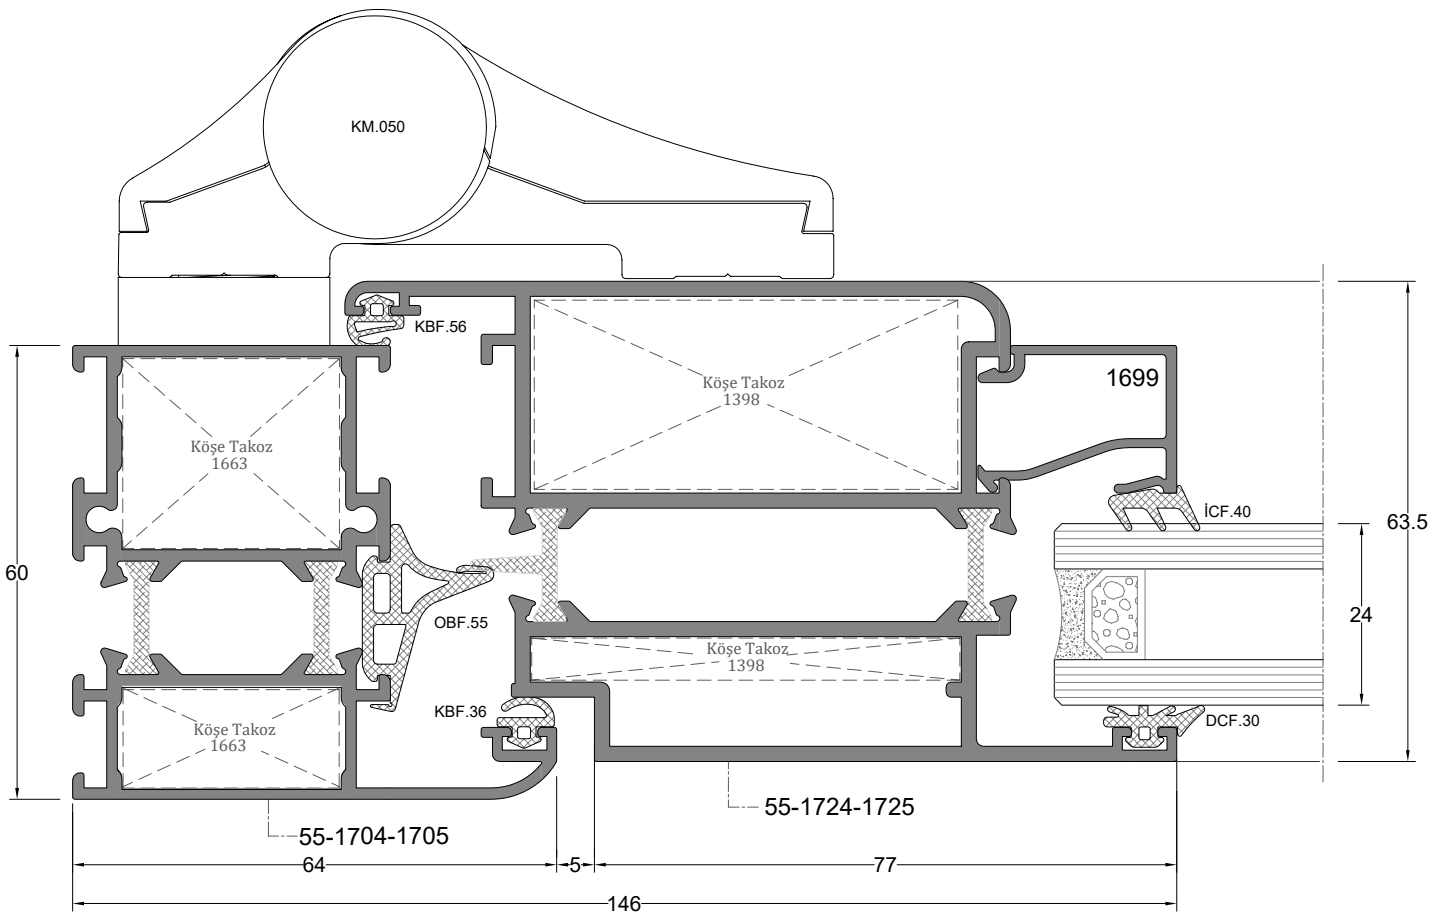 KM.050
KBF.56
Köşe Takoz
1398
1699
Köşe Takoz
1663
İCF.40
63.5
60
24
OBF.55
Köşe Takoz
1398
KBF.36
DCF.30
Köşe Takoz
1663
55-1724-1725
55-1704-1705
64
5
77
146